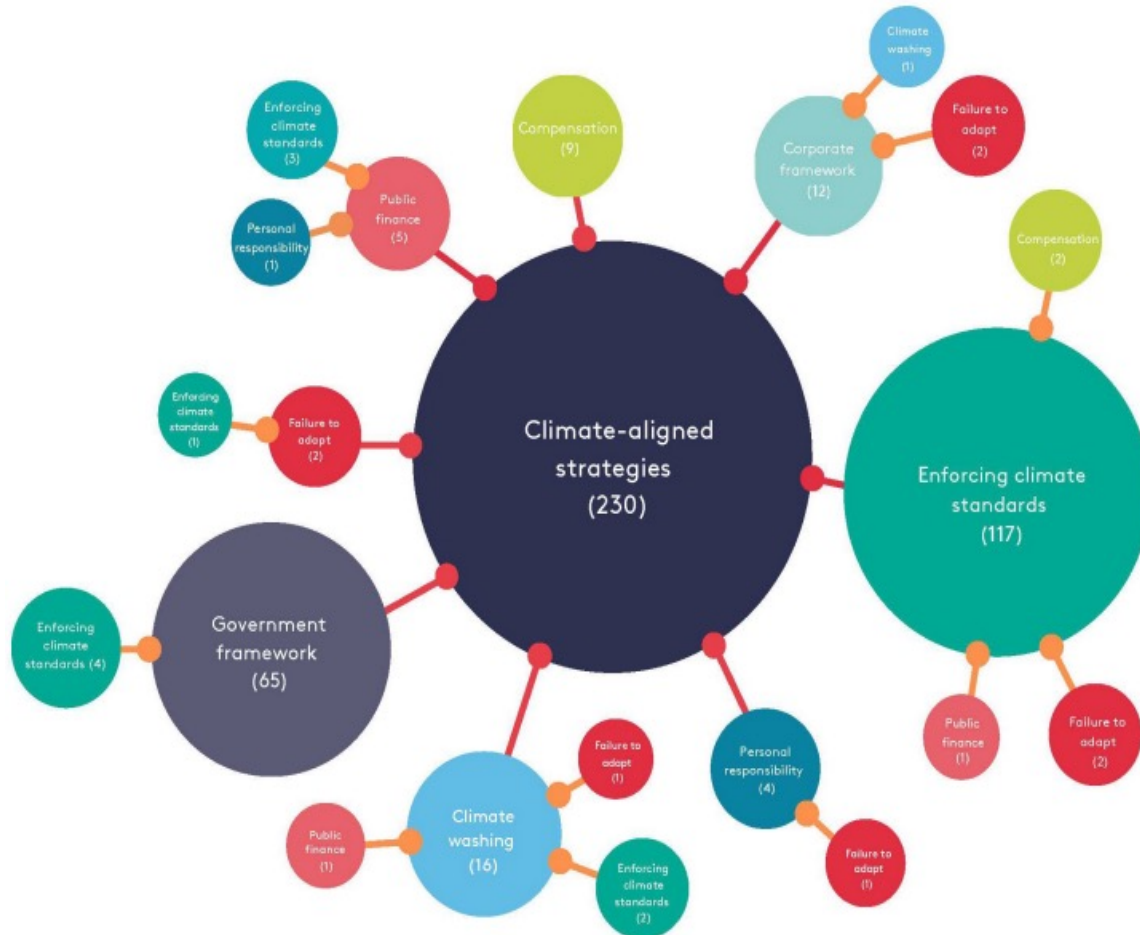 Climate
washing
(1)
Enforcing
climate
standards
(3)
Compensation
(9)
Failure to
adapt
(2)
Corporate
framework
(12)
Public
finance
(5)
Personal
responsibility
(1)
Compensation
(2)
Enforcing
climate
standards
(1)
Failure to
adapt
(2)
Climate-aligned
strategies
(230)
Enforcing climate
standards
(117)
Government
framework
(65)
Enforcing
climate
standards (4)
Public
finance
(1)
Failure to
adapt
(2)
Failure to
adapt
(1)
Personal
responsibility
(4)
Climate
washing
(16)
Public
finance
(1)
Failure to
adapt
(1)
Enforcing
climate
standards
(2)